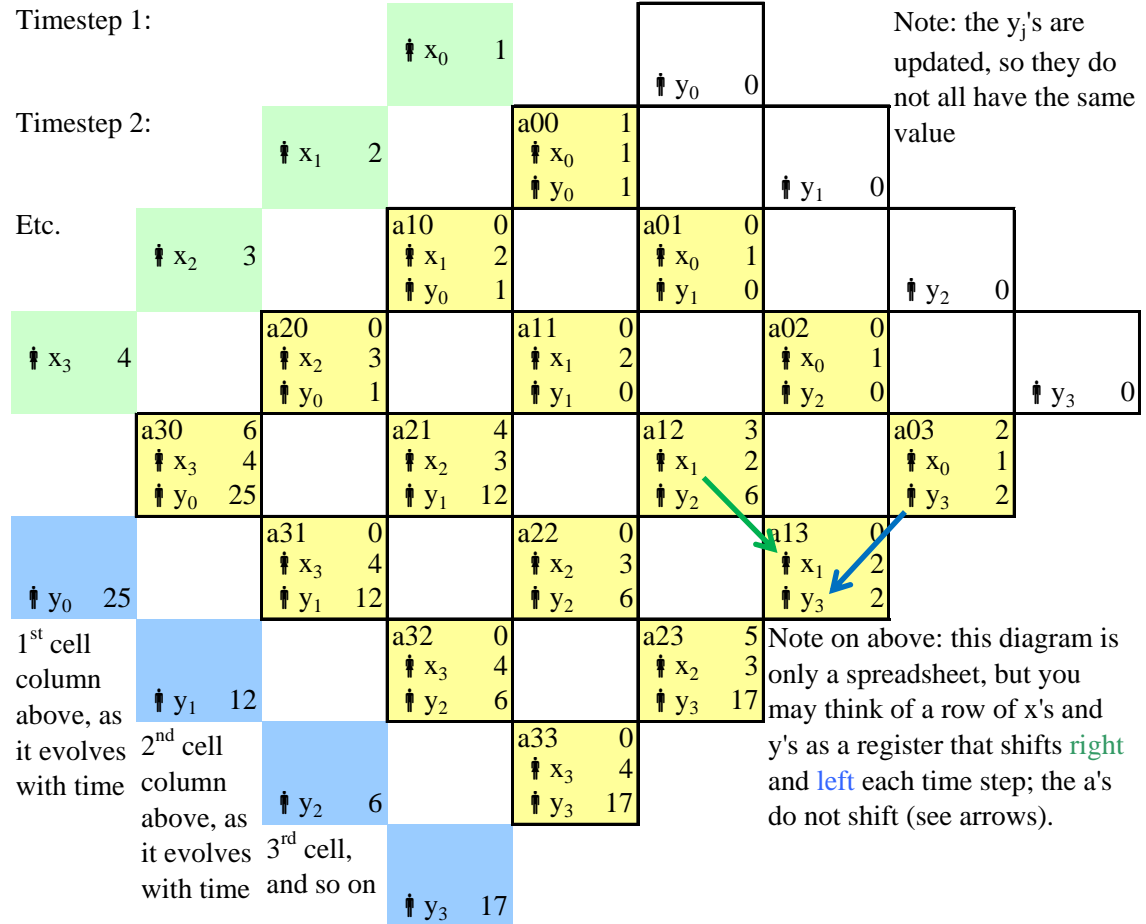 Timestep 1:
x0 1
y0 0
Note: the yj's are
updated, so they do
not all have the same
value
Timestep 2:
x1 2
a00 1
x0 1
y0 1
y1 0
Etc.
x2 3
a10 0
x1 2
y0 1
a01 0
x0 1
y1 0
y2 0
x3 4
a20 0
x2 3
y0 1
a11 0
x1 2
y1 0
a02 0
x0 1
y2 0
y3 0
a30 6
x3 4
y0 25
a21 4
x2 3
y1 12
a12 3
x1 2
y2 6
a03 2
x0 1
y3 2
y0 25
a31 0
x3 4
y1 12
a22 0
x2 3
y2 6
a13 0
x1 2
y3 2
1st cell
column
above, as
it evolves
with time
y1 12
a32 0
x3 4
y2 6
a23 5
x2 3
y3 17
Note on above: this diagram is
only a spreadsheet, but you
may think of a row of x's and
y's as a register that shifts right
and left each time step; the a's
do not shift (see arrows).
2nd cell
column
above, as
it evolves
with time
y2 6
a33 0
x3 4
y3 17
3rd cell,
and so on
y3 17